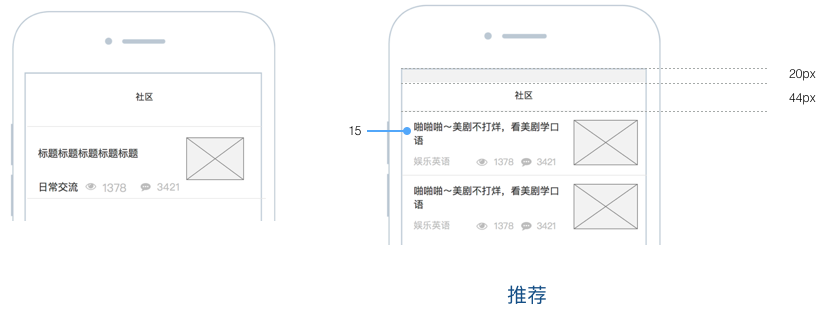 社区
标题标题标题标题标题
日常交流 1378 3421
20px
44px
社区
15
啪啪啪～美剧不打烊，看美剧学口
语
娱乐英语 1378 3421
啪啪啪～美剧不打烊，看美剧学口
语
娱乐英语 1378 3421
推荐